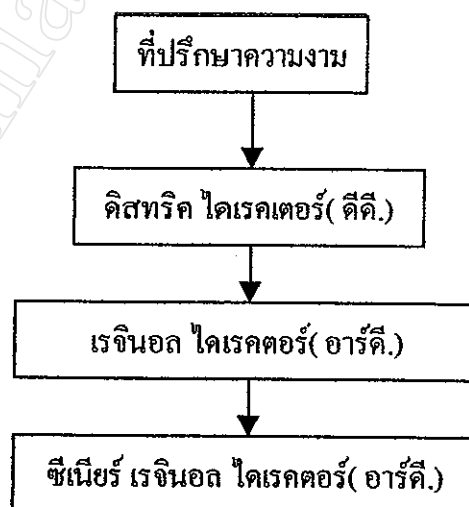 ที่ปรึกษาความงาม
ดิสทริค ไดเรคเตอร์( ดีดี.)
เรจินอล ไดเรคตอร์( อาร์ดี.)
ซีเนียร์ เรจินอล ไดเรคตอร์( อาร์ดี.)